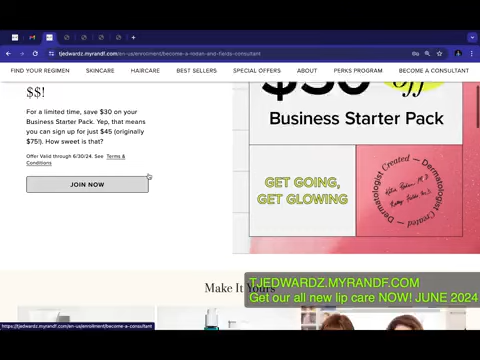 tjedwardz.myrandf.com/en-us/enrollment/become-a-rodan-and-fields-consultant
FIND YOUR REGIMEN SKINCARE HAIRCARE BEST SELLERS SPECIAL OFFERS ABOUT PERKS PROGRAM BECOME A CONSULTANT
$$!
For a limited time, save $30 on your
Business Starter Pack. Yep, that means
you can sign up for just $45 (originally
$75!). How sweet is that?
Offer Valid through 6/30/24. See Terms &
Conditions
JOIN NOW
$30 off
Business Starter Pack
GET GOING,
GET GLOWING
Dermatologist Created
Dermatologist Created
Make It Yours
TJEDWARDZ.MYRANDF.COM
Get our all new lip care NOW! JUNE 2024
https://tjedwardz.myrandf.com/en-us/enrollment/become-a-consultant